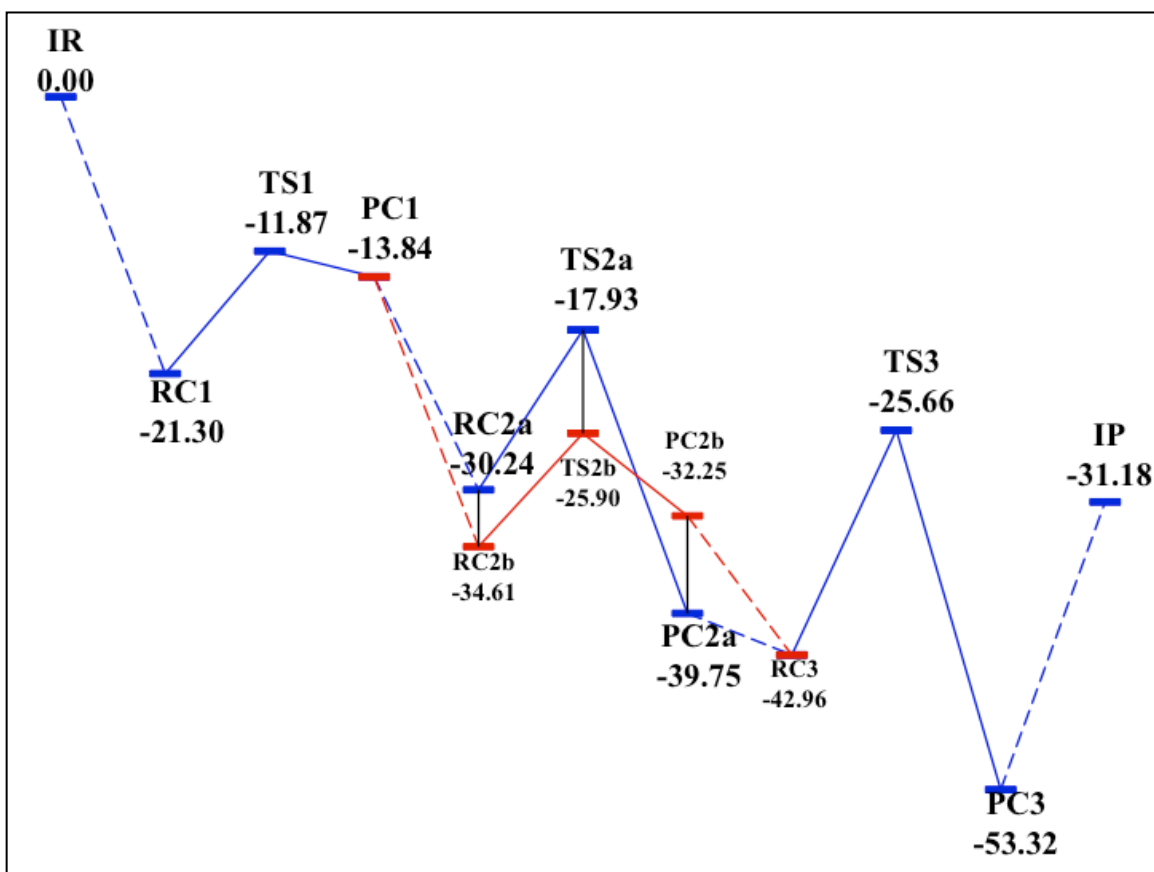 IR
0.00
TS1
-11.87
PC1
-13.84
RC1
-21.30
TS2a
-17.93
RC2a
-30.24
TS2b
-25.90
PC2b
-32.25
RC2b
-34.61
PC2a
-39.75
TS3
-25.66
RC3
-42.96
IP
-31.18
PC3
-53.32